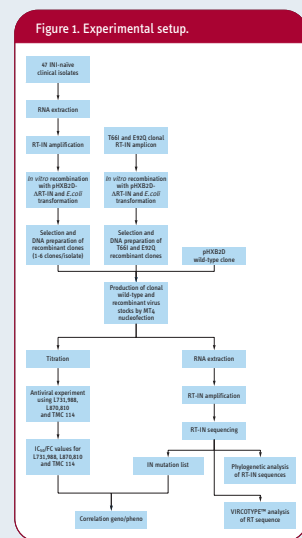 Figure 1. Experimental setup.
47 INI-naive
clinical isolates
RNA extraction
RT-IN amplification
T66I and E92Q clonal
RT-IN amplicon
In vitro recombination
with pHXB2D-
ΔRT-IN and E.coli
transformation
In vitro recombination
with pHXB2D-
ΔRT-IN and E.coli
transformation
Selection and
DNA preparation of
recombinant clones
(1-6 clones/isolate)
Selection and
DNA preparation of
T66I and E92Q
recombinant clones
pHXB2D
wild-type clone
Production of clonal
wild-type and
recombinant virus
stocks by MT4
nucleofection
Titration
RNA extraction
Antiviral experiment
using L731,988,
L870,810
and TMC 114
RT-IN amplification
RT-IN sequencing
IC50/FC values for
L731,988, L870,810
and TMC 114
IN mutation list
Phylogenetic analysis
of RT-IN sequences
Correlation geno/pheno
VIRCOTYPE™ analysis
of RT sequence